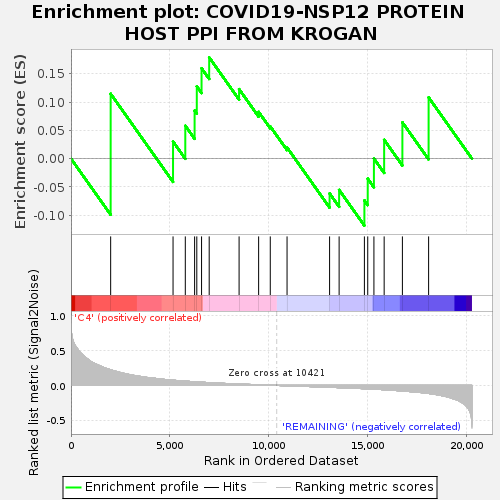 Enrichment plot: COVID19-NSP12 PROTEIN
HOST PPI FROM KROGAN
Enrichment score (ES)
0.15
0.10
0.05
0.00
-0.05
-0.10
'C4' (positively correlated)
Ranked list metric (Signal2Noise)
1.0
0.5
0.0
-0.5
Zero cross at 10421
'REMAINING' (negatively correlated)
0
5,000
10,000
15,000
20,000
Rank in Ordered Dataset
Enrichment profile
Hits
Ranking metric scores